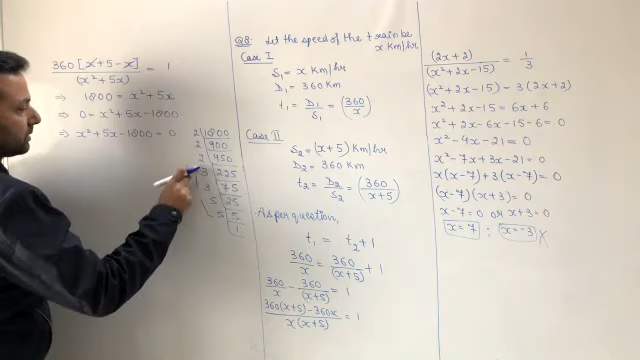 360 [x+5-x] / (x²+5x) = 1
⇒ 1800 = x²+5x
⇒ 0 = x²+5x-1800
⇒ x²+5x-1800 = 0
2 | 1800
2 | 900
2 | 450
3 | 225
3 | 75
5 | 25
5 | 5
1
Q8: Let the speed of the train be x km/hr
Case I
S₁ = x Km/hr
D₁ = 360 KM
t₁ = D₁/S₁ = (360/x)
Case II
S₂ = (x+5) Km/hr
D₂ = 360 KM
t₂ = D₂/S₂ = (360/(x+5))
As per question,
t₁ = t₂+1
360/x = 360/(x+5) + 1
360/x - 360/(x+5) = 1
360(x+5)-360x / x(x+5) = 1
(2x+2) / (x²+2x-15) = 1/3
(x²+2x-15) = 3(2x+2)
x²+2x-15 = 6x+6
x²+2x-6x-15-6 = 0
x²-4x-21 = 0
x²-7x+3x-21 = 0
x(x-7)+3(x-7) = 0
(x-7)(x+3) = 0
x-7=0 or x+3=0
x=7 ; x=-3 X